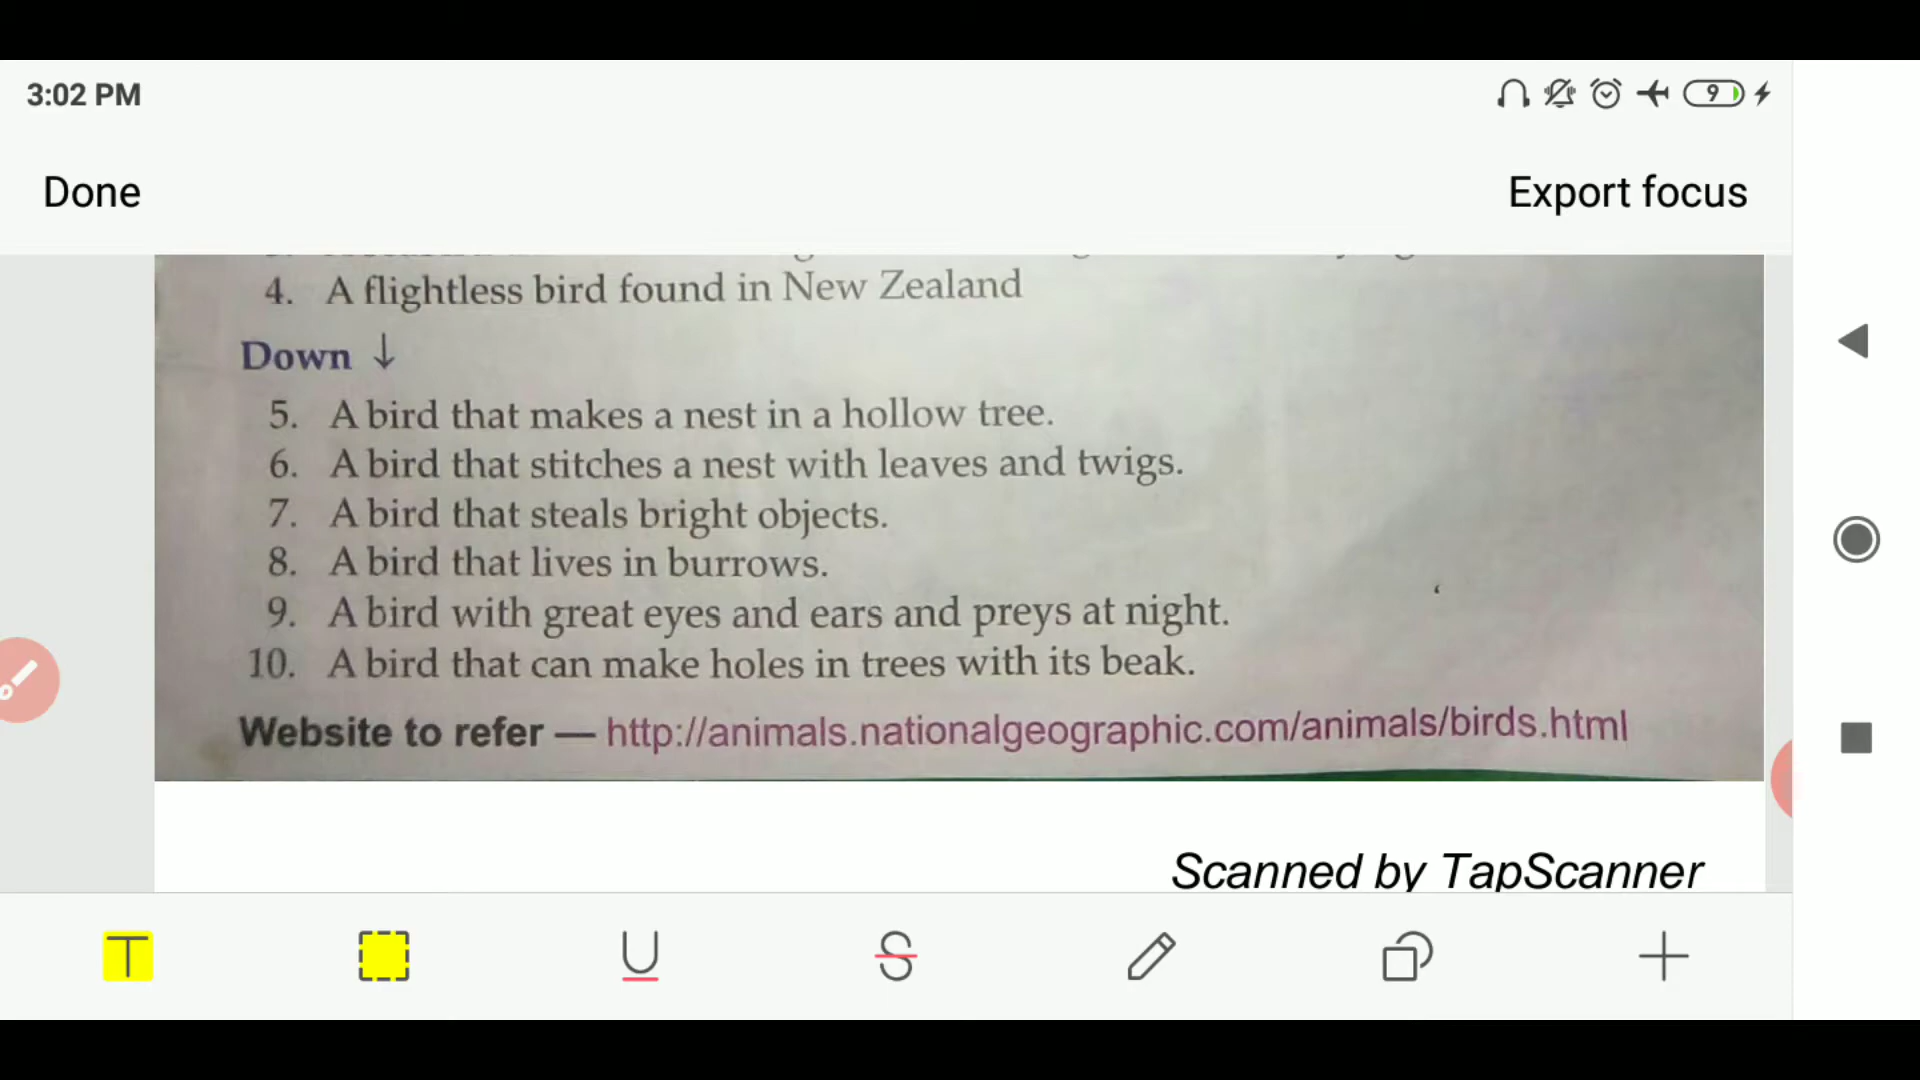 3:02 PM
9
Done
Export focus
4. A flightless bird found in New Zealand
Down ↓
5. A bird that makes a nest in a hollow tree.
6. A bird that stitches a nest with leaves and twigs.
7. A bird that steals bright objects.
8. A bird that lives in burrows.
9. A bird with great eyes and ears and preys at night.
10. A bird that can make holes in trees with its beak.
Website to refer — http://animals.nationalgeographic.com/animals/birds.html
Scanned by TapScanner
T
U
S